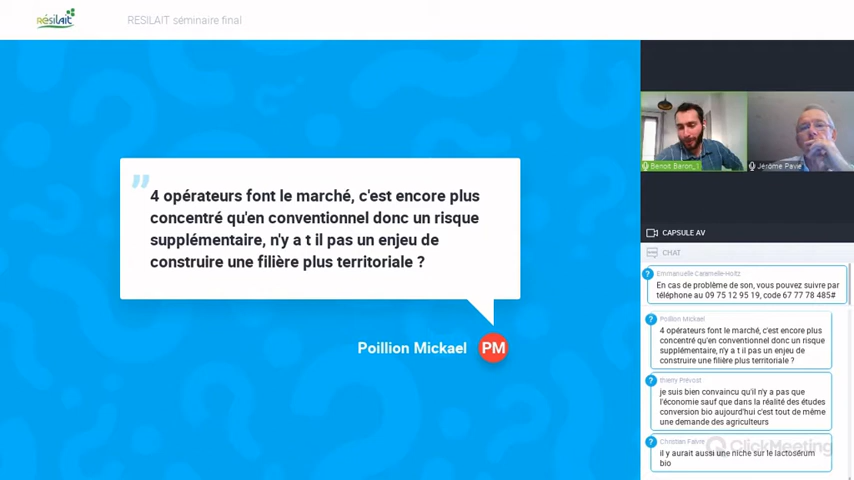 Résilait
RESILAIT séminaire final
4 opérateurs font le marché, c'est encore plus
concentré qu'en conventionnel donc un risque
supplémentaire, n'y a t il pas un enjeu de
construire une filière plus territoriale ?
Poillion Mickael
PM
Benoit Baron_1
Jérôme Pavie
CAPSULE AV
CHAT
Emmanuelle Caramelle-Holtz
En cas de problème de son, vous pouvez suivre par
téléphone au 09 75 12 95 19, code 67 77 78 485#
Poillion Mickael
4 opérateurs font le marché, c'est encore plus
concentré qu'en conventionnel donc un risque
supplémentaire, n'y a t il pas un enjeu de
construire une filière plus territoriale ?
thierry Prévost
je suis bien convaincu qu'il n'y a pas que
l'économie sauf que dans la réalité des études
conversion bio aujourd'hui c'est tout de même
une demande des agriculteurs
Christian Faivre
il y aurait aussi une niche sur le lactosérum
bio
ClickMeeting